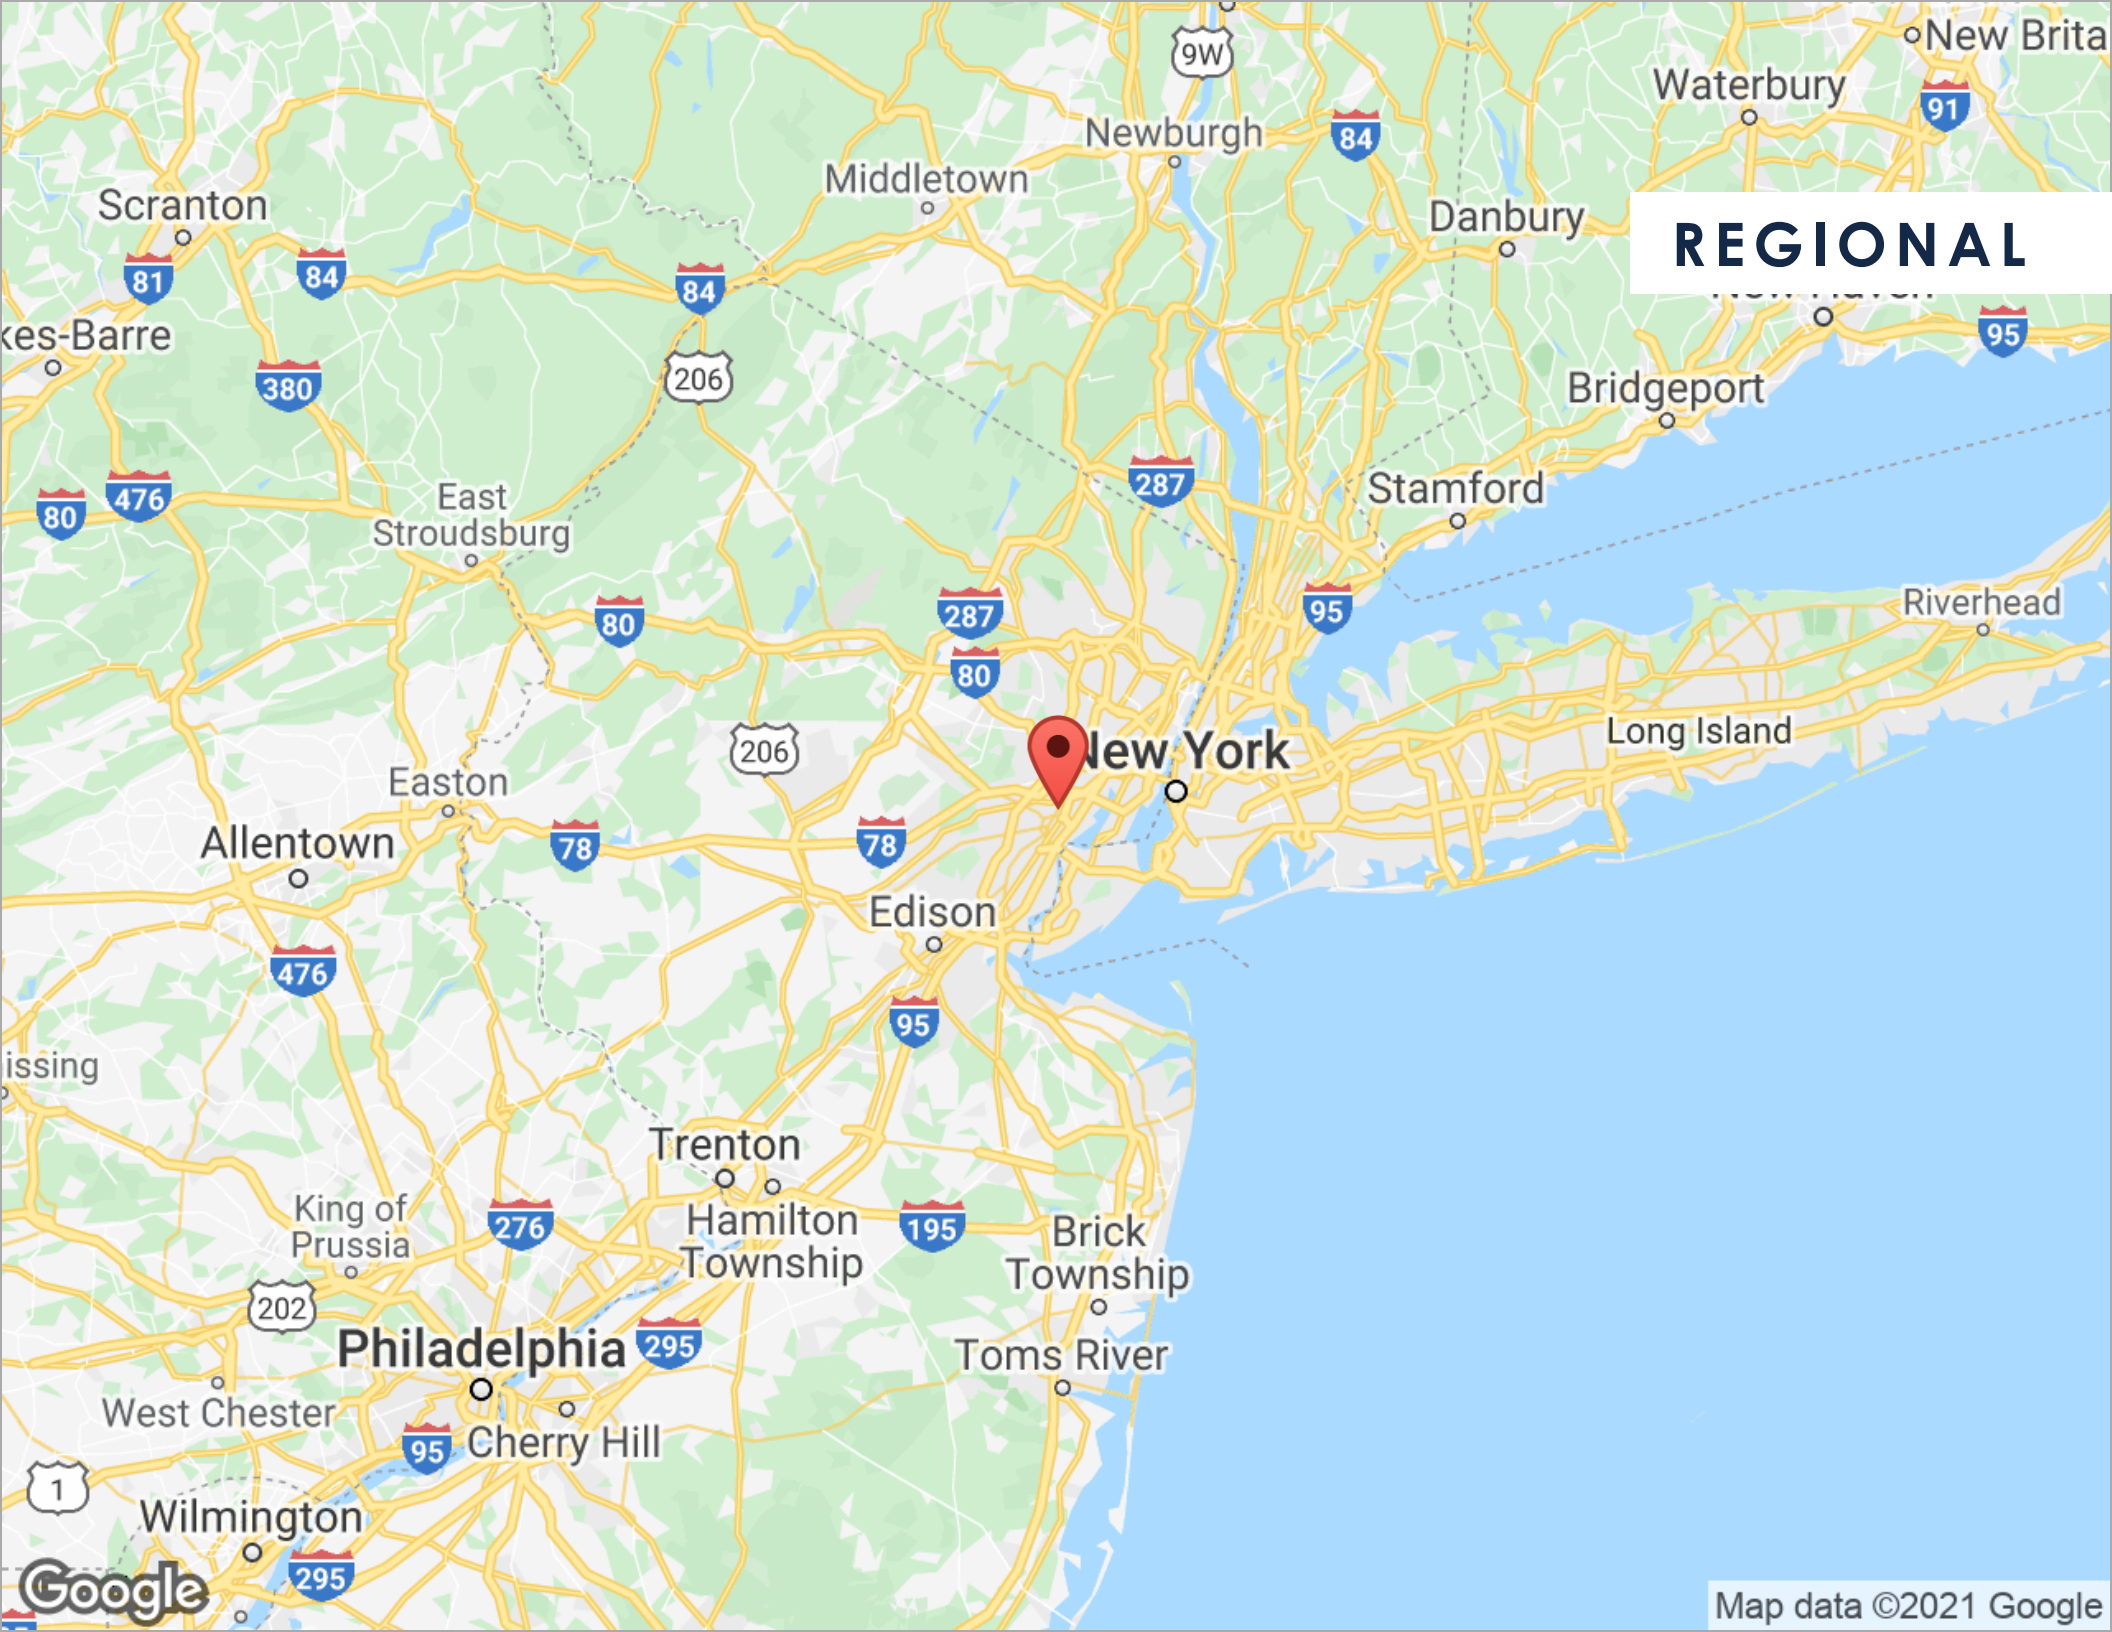 9W
New Brita
Waterbury
91
Newburgh
84
Middletown
Scranton
Danbury
REGIONAL
81
84
84
kes-Barre
95
380
206
Bridgeport
287
Stamford
80
476
East
Stroudsburg
80
287
95
Riverhead
80
206
New York
Long Island
Easton
Allentown
78
78
Edison
476
95
issing
Trenton
King of
Prussia
276
Hamilton
Township
195
Brick
Township
202
Philadelphia
295
Toms River
West Chester
95
Cherry Hill
1
Wilmington
295
Google
Map data ©2021 Google